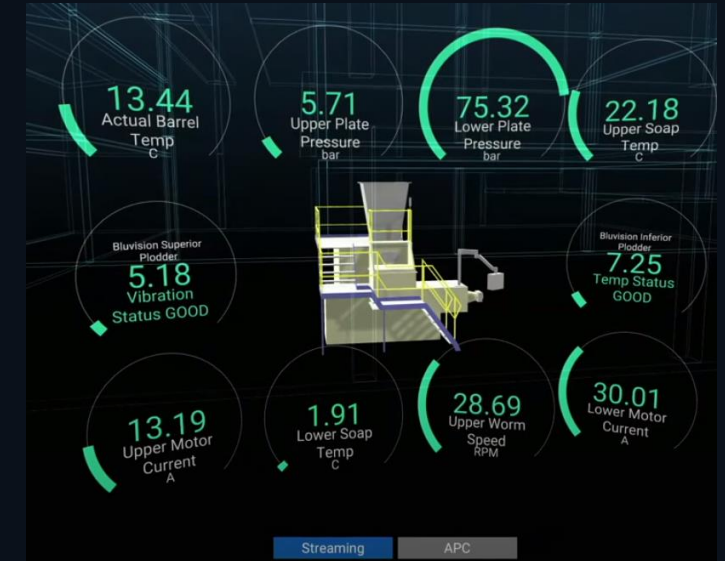 13.44
Actual Barrel
Temp
C
5.71
Upper Plate
Pressure
bar
75.32
Lower Plate
Pressure
bar
22.18
Upper Soap
Temp
C
Bluvision Superior
Plodder
5.18
Vibration
Status GOOD
Bluvision Inferior
Plodder
7.25
Temp Status
GOOD
13.19
Upper Motor
Current
A
1.91
Lower Soap
Temp
C
28.69
Upper Worm
Speed
RPM
30.01
Lower Motor
Current
A
Streaming
APC